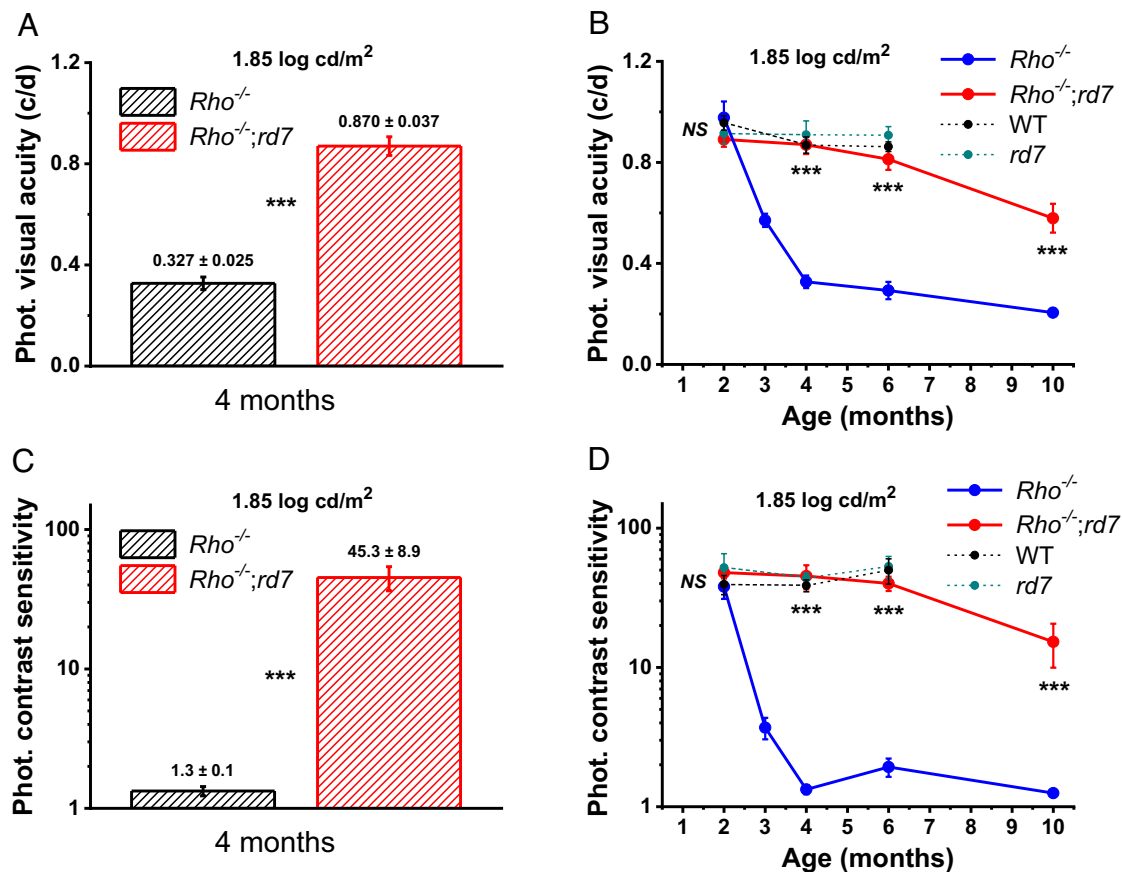 A
1.85 log cd/m²
Phot. visual acuity (c/d)
1.2
0.8
0.4
0.0
Rho-/-
Rho-/-;rd7
0.870 ± 0.037
***
0.327 ± 0.025
4 months
B
1.85 log cd/m²
Phot. visual acuity (c/d)
1.2
0.8
0.4
0.0
Rho-/-
Rho-/-;rd7
WT
rd7
NS
***
***
***
1 2 3 4 5 6 7 8 9 10
Age (months)
C
1.85 log cd/m²
Phot. contrast sensitivity
100
10
1
Rho-/-
Rho-/-;rd7
45.3 ± 8.9
***
1.3 ± 0.1
4 months
D
1.85 log cd/m²
Phot. contrast sensitivity
100
10
1
Rho-/-
Rho-/-;rd7
WT
rd7
NS
***
***
***
1 2 3 4 5 6 7 8 9 10
Age (months)